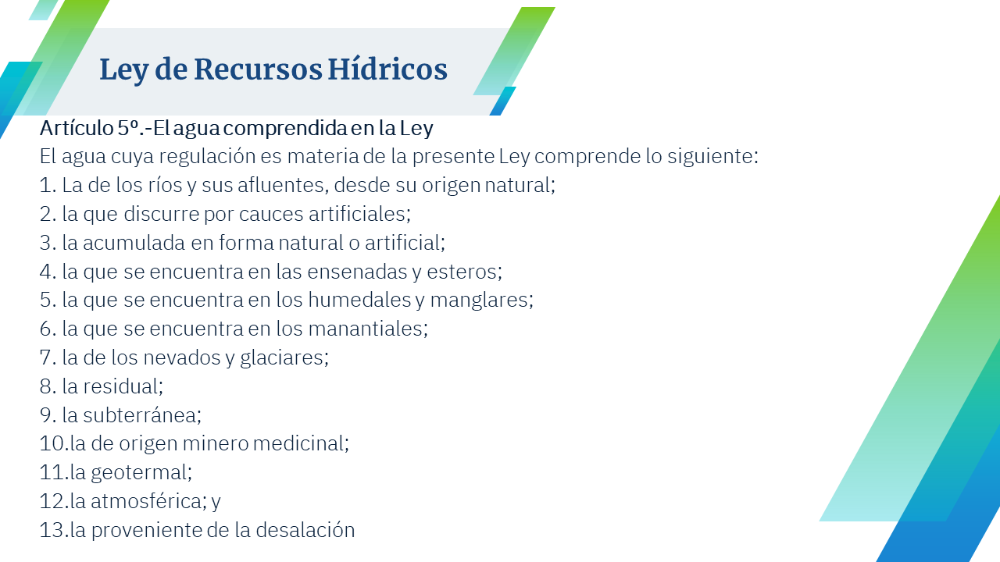 Ley de Recursos Hídricos
Artículo 5º.-El agua comprendida en la Ley
El agua cuya regulación es materia de la presente Ley comprende lo siguiente:
1. La de los ríos y sus afluentes, desde su origen natural;
2. la que discurre por cauces artificiales;
3. la acumulada en forma natural o artificial;
4. la que se encuentra en las ensenadas y esteros;
5. la que se encuentra en los humedales y manglares;
6. la que se encuentra en los manantiales;
7. la de los nevados y glaciares;
8. la residual;
9. la subterránea;
10.la de origen minero medicinal;
11.la geotermal;
12.la atmosférica; y
13.la proveniente de la desalación